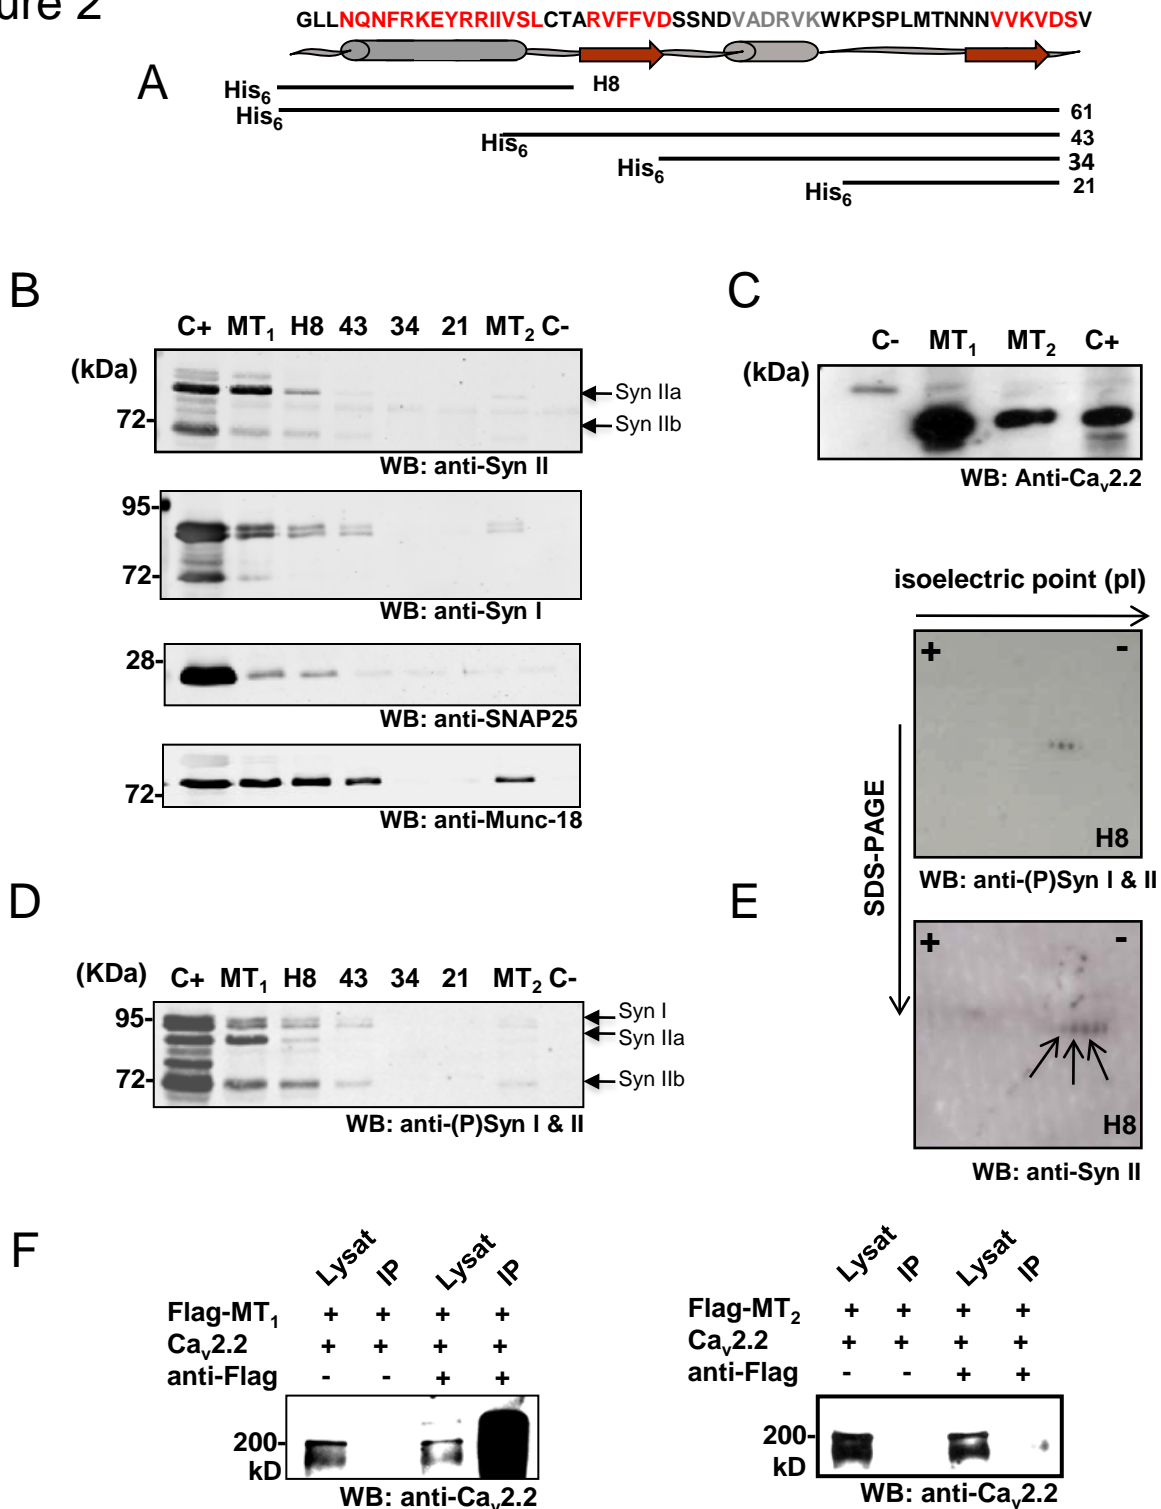 ure 2
GLLNQNFRKEYRRIIVSLCTARVFFVDSSNDVADRVKWKPSPLMTNNNVVKVDSV
A
His6 H8
His6 61
His6 43
His6 34
His6 21
B
C+ MT1 H8 43 34 21 MT2 C-
(kDa)
Syn IIa
72-
Syn IIb
WB: anti-Syn II
95-
72-
WB: anti-Syn I
28-
WB: anti-SNAP25
72-
WB: anti-Munc-18
C
C- MT1 MT2 C+
(kDa)
WB: Anti-Cav2.2
D
(KDa) C+ MT1 H8 43 34 21 MT2 C-
95-
Syn I
Syn IIa
72-
Syn IIb
WB: anti-(P)Syn I & II
E
isoelectric point (pI)
+ -
SDS-PAGE
H8
WB: anti-(P)Syn I & II
+ -
H8
WB: anti-Syn II
F
Lysat IP Lysat IP
Flag-MT1 + + + +
Cav2.2 + + + +
anti-Flag - - + +
200-
kD
WB: anti-Cav2.2
Lysat IP Lysat IP
Flag-MT2 + + + +
Cav2.2 + + + +
anti-Flag - - + +
200-
kD
WB: anti-Cav2.2